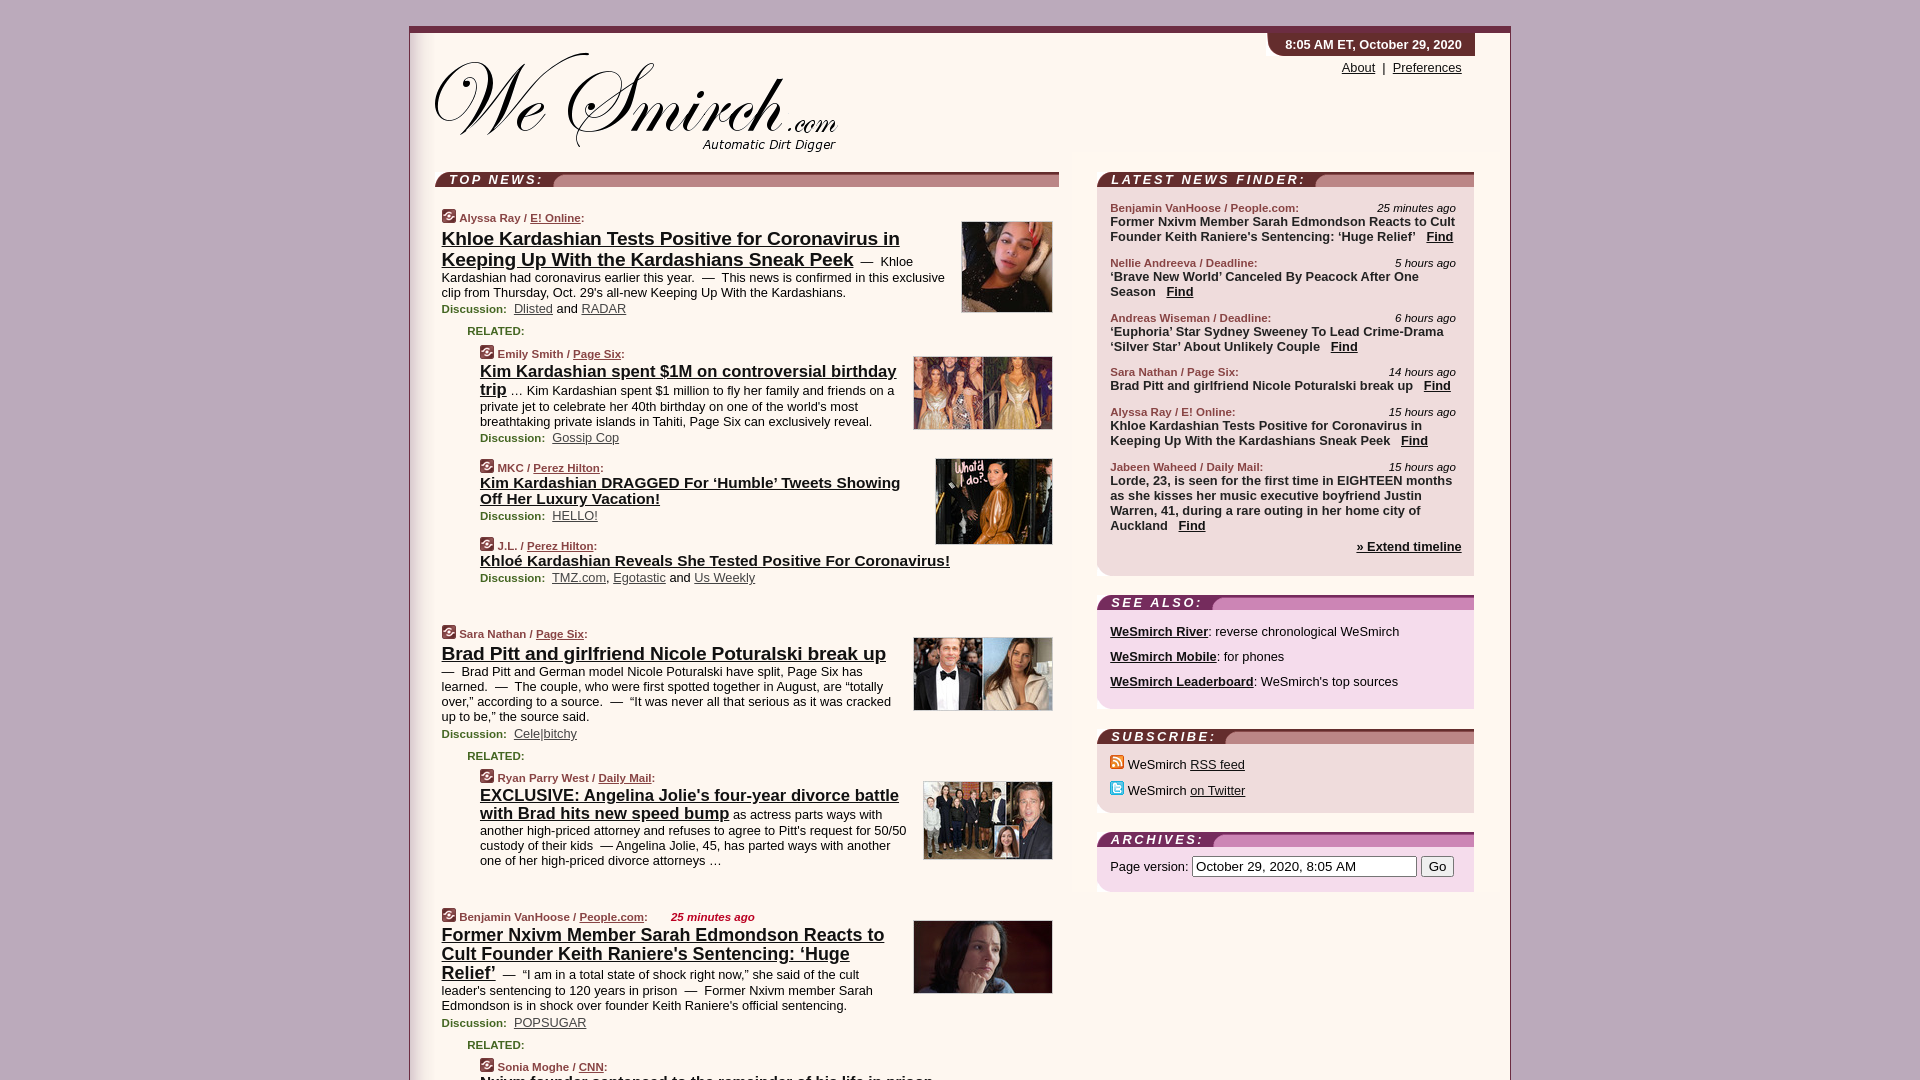 8:05 AM ET, October 29, 2020
About | Preferences
We Smirch .com
Automatic Dirt Digger
TOP NEWS:
Alyssa Ray / E! Online:
Khloe Kardashian Tests Positive for Coronavirus in
Keeping Up With the Kardashians Sneak Peek — Khloe
Kardashian had coronavirus earlier this year. — This news is confirmed in this exclusive
clip from Thursday, Oct. 29's all-new Keeping Up With the Kardashians.
Discussion: Dlisted and RADAR
RELATED:
Emily Smith / Page Six:
Kim Kardashian spent $1M on controversial birthday
trip … Kim Kardashian spent $1 million to fly her family and friends on a
private jet to celebrate her 40th birthday on one of the world's most
breathtaking private islands in Tahiti, Page Six can exclusively reveal.
Discussion: Gossip Cop
MKC / Perez Hilton:
Kim Kardashian DRAGGED For ‘Humble’ Tweets Showing
Off Her Luxury Vacation!
Discussion: HELLO!
What'd
I do?
J.L. / Perez Hilton:
Khloé Kardashian Reveals She Tested Positive For Coronavirus!
Discussion: TMZ.com, Egotastic and Us Weekly
Sara Nathan / Page Six:
Brad Pitt and girlfriend Nicole Poturalski break up
— Brad Pitt and German model Nicole Poturalski have split, Page Six has
learned. — The couple, who were first spotted together in August, are “totally
over,” according to a source. — “It was never all that serious as it was cracked
up to be,” the source said.
Discussion: Cele|bitchy
RELATED:
Ryan Parry West / Daily Mail:
EXCLUSIVE: Angelina Jolie's four-year divorce battle
with Brad hits new speed bump as actress parts ways with
another high-priced attorney and refuses to agree to Pitt's request for 50/50
custody of their kids — Angelina Jolie, 45, has parted ways with another
one of her high-priced divorce attorneys …
Benjamin VanHoose / People.com: 25 minutes ago
Former Nxivm Member Sarah Edmondson Reacts to
Cult Founder Keith Raniere's Sentencing: ‘Huge
Relief’ — “I am in a total state of shock right now,” she said of the cult
leader's sentencing to 120 years in prison — Former Nxivm member Sarah
Edmondson is in shock over founder Keith Raniere's official sentencing.
Discussion: POPSUGAR
RELATED:
Sonia Moghe / CNN:
Nxivm founder sentenced to the remainder of his life in prison
LATEST NEWS FINDER:
Benjamin VanHoose / People.com: 25 minutes ago
Former Nxivm Member Sarah Edmondson Reacts to Cult
Founder Keith Raniere's Sentencing: ‘Huge Relief’ Find
Nellie Andreeva / Deadline: 5 hours ago
‘Brave New World’ Canceled By Peacock After One
Season Find
Andreas Wiseman / Deadline: 6 hours ago
‘Euphoria’ Star Sydney Sweeney To Lead Crime-Drama
‘Silver Star’ About Unlikely Couple Find
Sara Nathan / Page Six: 14 hours ago
Brad Pitt and girlfriend Nicole Poturalski break up Find
Alyssa Ray / E! Online: 15 hours ago
Khloe Kardashian Tests Positive for Coronavirus in
Keeping Up With the Kardashians Sneak Peek Find
Jabeen Waheed / Daily Mail: 15 hours ago
Lorde, 23, is seen for the first time in EIGHTEEN months
as she kisses her music executive boyfriend Justin
Warren, 41, during a rare outing in her home city of
Auckland Find
» Extend timeline
SEE ALSO:
WeSmirch River: reverse chronological WeSmirch
WeSmirch Mobile: for phones
WeSmirch Leaderboard: WeSmirch's top sources
SUBSCRIBE:
WeSmirch RSS feed
WeSmirch on Twitter
ARCHIVES:
Page version: October 29, 2020, 8:05 AM Go